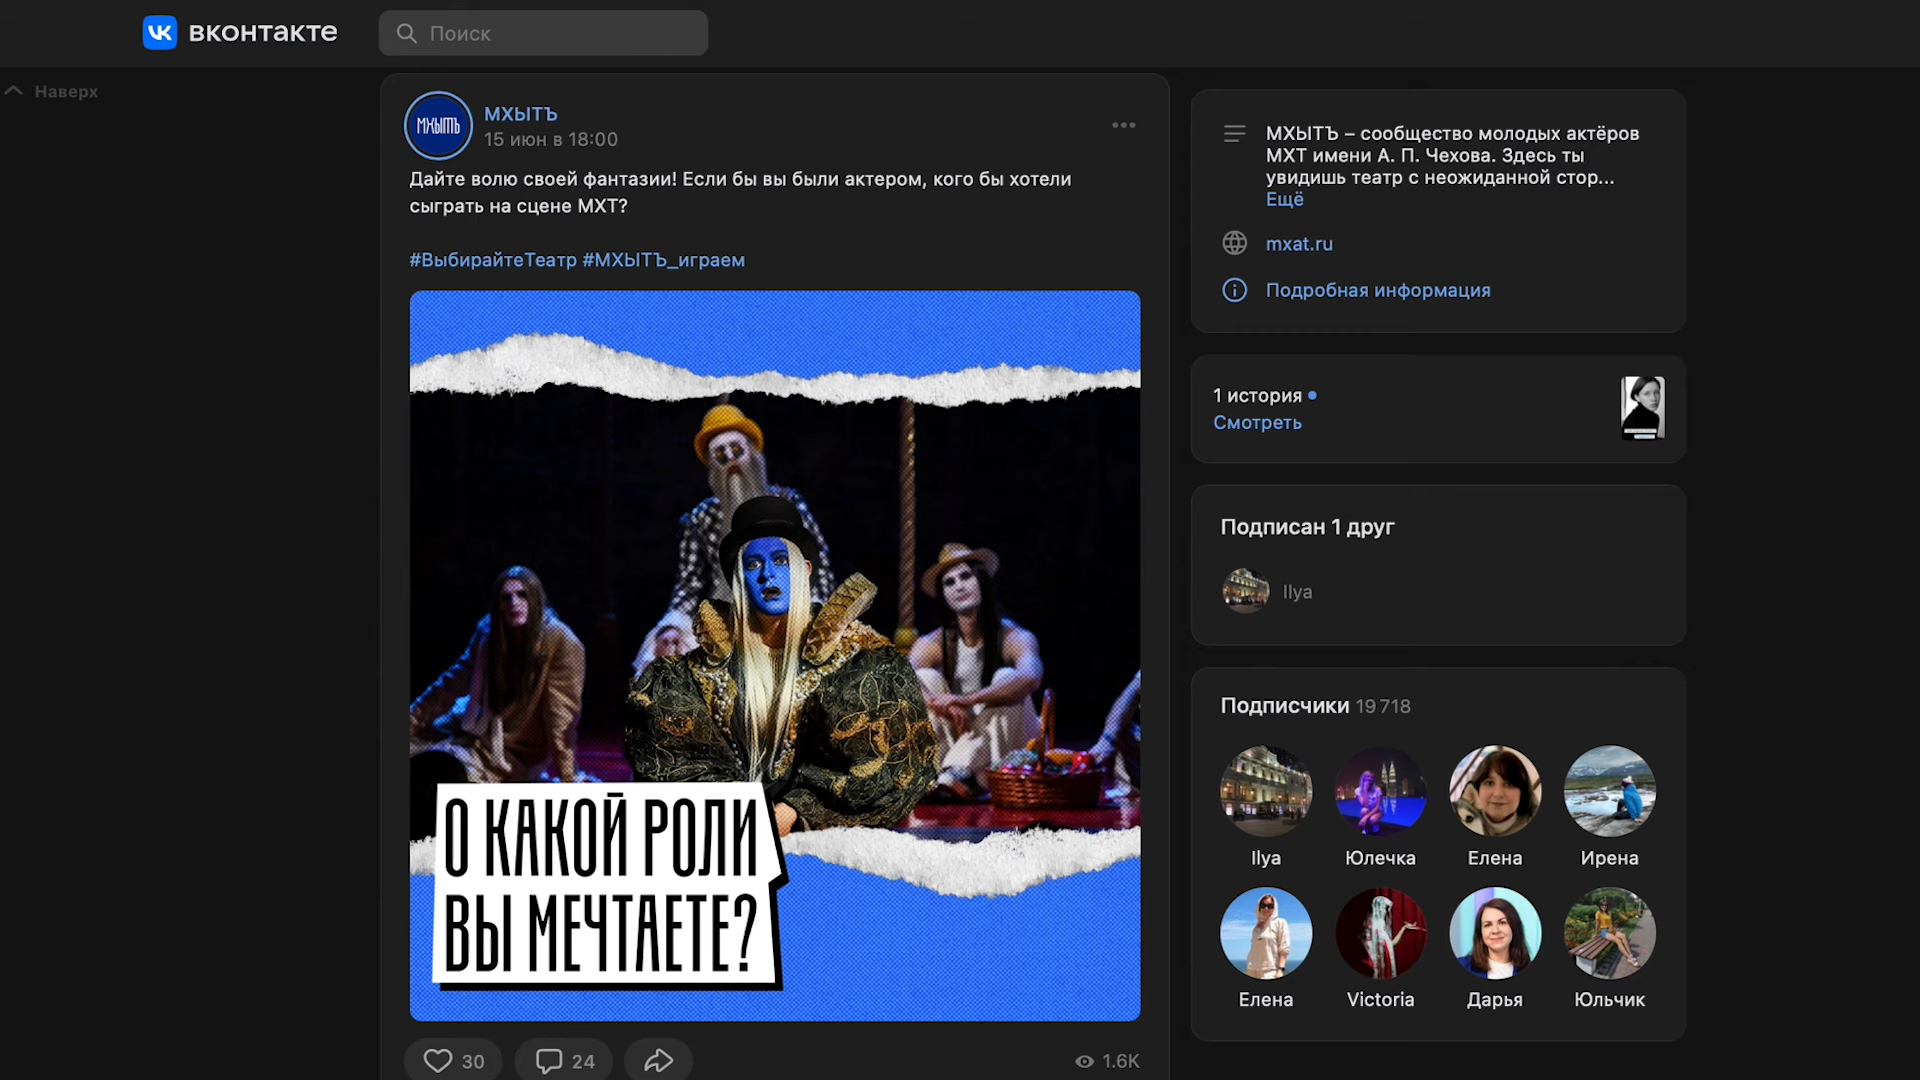 вконтакте
Поиск
Наверх
МХЫТЪ
МХЫТЪ
15 июн в 18:00
Дайте волю своей фантазии! Если бы вы были актером, кого бы хотели
сыграть на сцене МХТ?
#ВыбирайтеТеатр #МХЫТЪ_играем
О КАКОЙ РОЛИ
ВЫ МЕЧТАЕТЕ?
30
24
1.6K
МХЫТЪ – сообщество молодых актёров
МХТ имени А. П. Чехова. Здесь ты
увидишь театр с неожиданной стор...
Ещё
mxat.ru
Подробная информация
1 история
Смотреть
Подписан 1 друг
Ilya
Подписчики 19 718
Ilya
Юлечка
Елена
Ирена
Елена
Victoria
Дарья
Юльчик